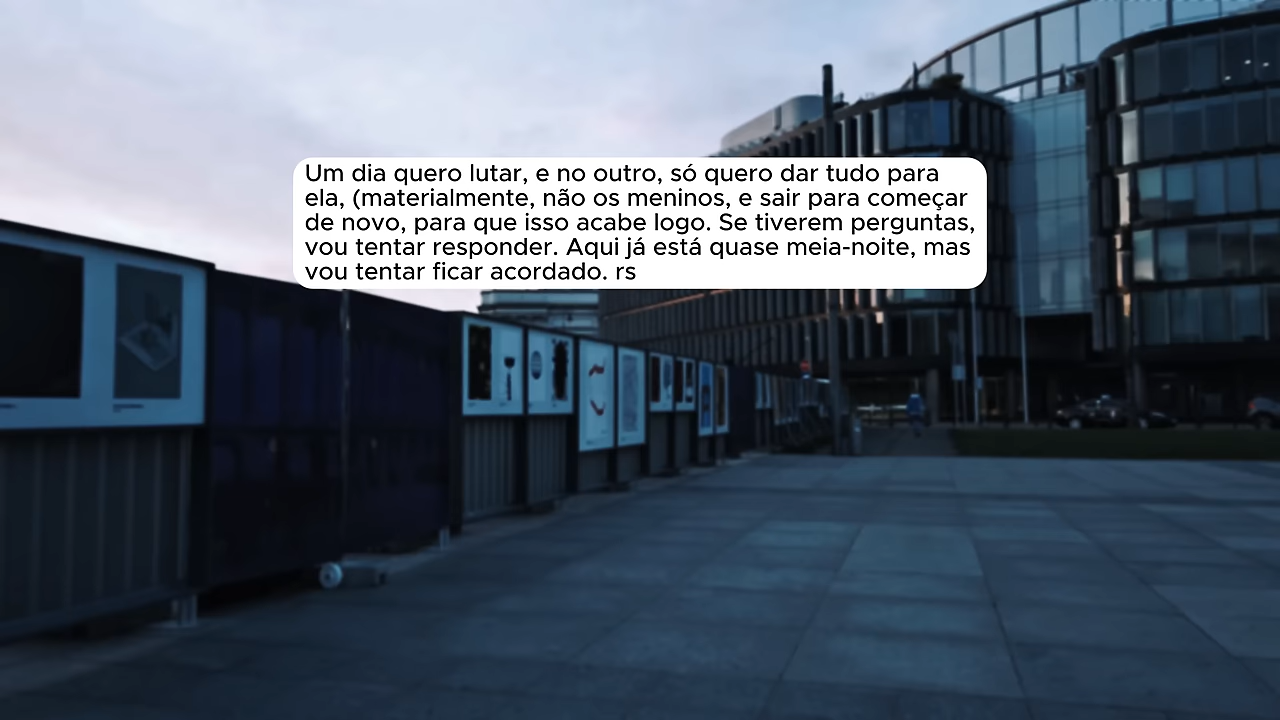 Um dia quero lutar, e no outro, só quero dar tudo para
ela, (materialmente, não os meninos, e sair para começar
de novo, para que isso acabe logo. Se tiverem perguntas,
vou tentar responder. Aqui já está quase meia-noite, mas
vou tentar ficar acordado. rs